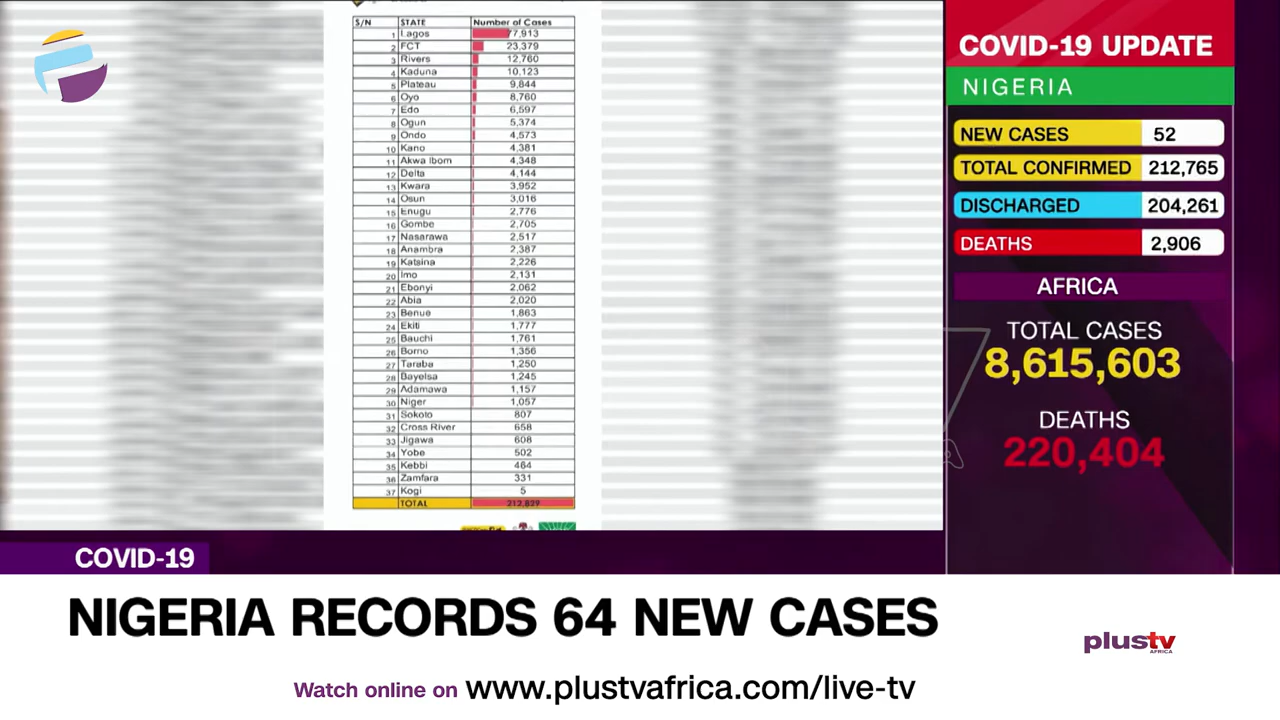 S/N STATE Number of Cases
1 Lagos 77,913
2 FCT 23,379
3 Rivers 12,760
4 Kaduna 10,123
5 Plateau 9,844
6 Oyo 8,760
7 Edo 6,597
8 Ogun 5,374
9 Ondo 4,573
10 Kano 4,381
11 Akwa Ibom 4,348
12 Delta 4,144
13 Kwara 3,952
14 Osun 3,016
15 Enugu 2,776
16 Gombe 2,705
17 Nasarawa 2,517
18 Anambra 2,387
19 Katsina 2,226
20 Imo 2,131
21 Ebonyi 2,062
22 Abia 2,020
23 Benue 1,863
24 Ekiti 1,777
25 Bauchi 1,761
26 Borno 1,356
27 Taraba 1,250
28 Bayelsa 1,245
29 Adamawa 1,157
30 Niger 1,057
31 Sokoto 807
32 Cross River 658
33 Jigawa 608
34 Yobe 502
35 Kebbi 464
36 Zamfara 331
37 Kogi 5
TOTAL 212,829
COVID-19 UPDATE
NIGERIA
NEW CASES 52
TOTAL CONFIRMED 212,765
DISCHARGED 204,261
DEATHS 2,906
AFRICA
TOTAL CASES
8,615,603
DEATHS
220,404
COVID-19
NIGERIA RECORDS 64 NEW CASES
plustv
AFRICA
Watch online on www.plustvafrica.com/live-tv